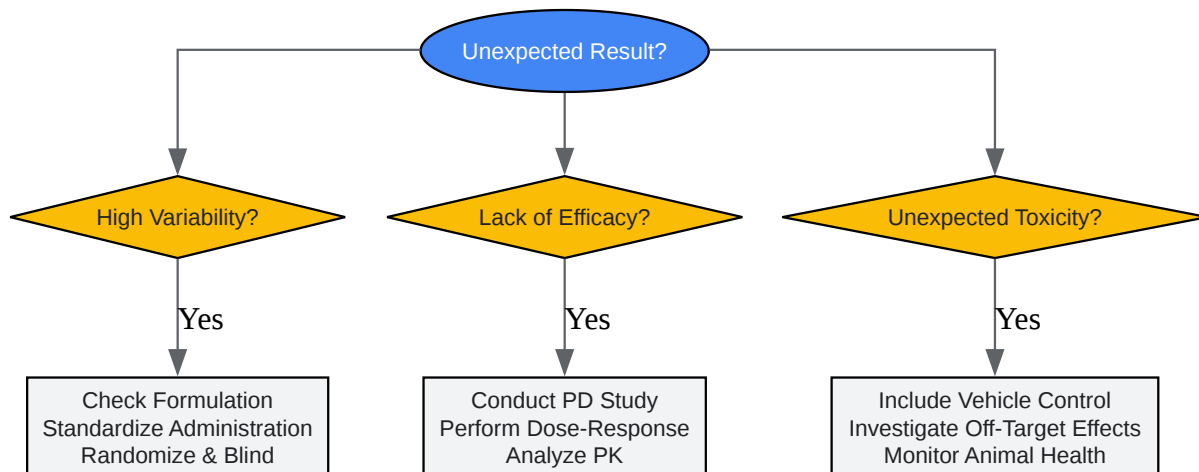 Unexpected Result?
High Variability?
Lack of Efficacy?
Unexpected Toxicity?
Yes
Yes
Yes
Check Formulation
Standardize Administration
Randomize & Blind
Conduct PD Study
Perform Dose-Response
Analyze PK
Include Vehicle Control
Investigate Off-Target Effects
Monitor Animal Health